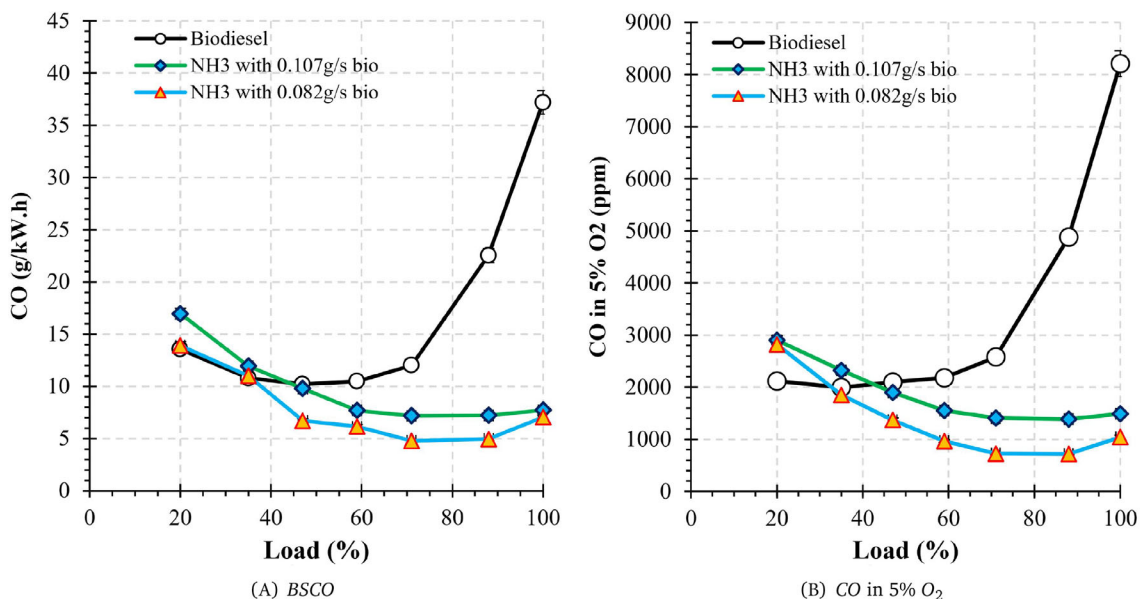 Biodiesel
NH3 with 0.107g/s bio
NH3 with 0.082g/s bio
CO (g/kW.h)
45
40
35
30
25
20
15
10
5
0
0 20 40 60 80 100
Load (%)
(A) BSCO
Biodiesel
NH3 with 0.107g/s bio
NH3 with 0.082g/s bio
CO in 5% O2 (ppm)
9000
8000
7000
6000
5000
4000
3000
2000
1000
0
0 20 40 60 80 100
Load (%)
(B) CO in 5% O₂